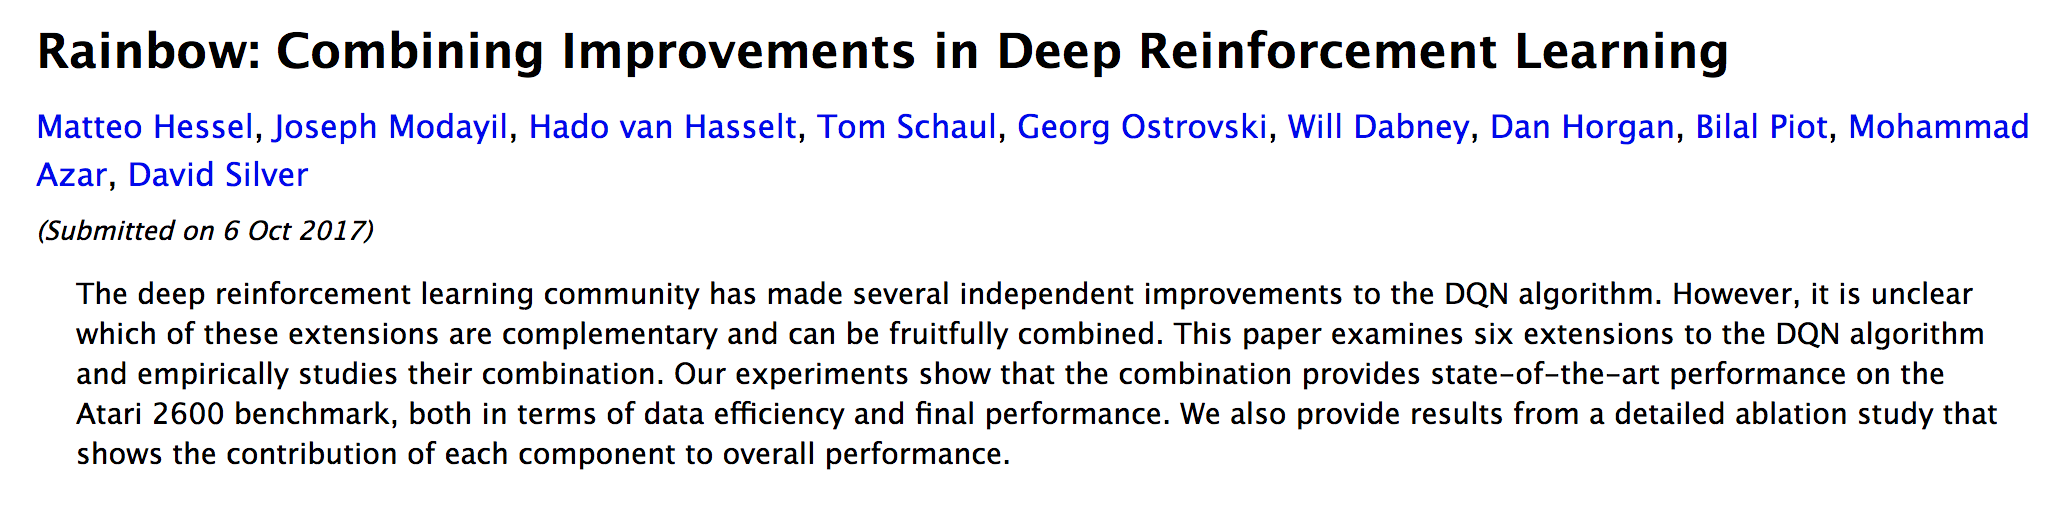 Rainbow: Combining Improvements in Deep Reinforcement Learning
Matteo Hessel, Joseph Modayil, Hado van Hasselt, Tom Schaul, Georg Ostrovski, Will Dabney, Dan Horgan, Bilal Piot, Mohammad
Azar, David Silver
(Submitted on 6 Oct 2017)
The deep reinforcement learning community has made several independent improvements to the DQN algorithm. However, it is unclear
which of these extensions are complementary and can be fruitfully combined. This paper examines six extensions to the DQN algorithm
and empirically studies their combination. Our experiments show that the combination provides state-of-the-art performance on the
Atari 2600 benchmark, both in terms of data efficiency and final performance. We also provide results from a detailed ablation study that
shows the contribution of each component to overall performance.